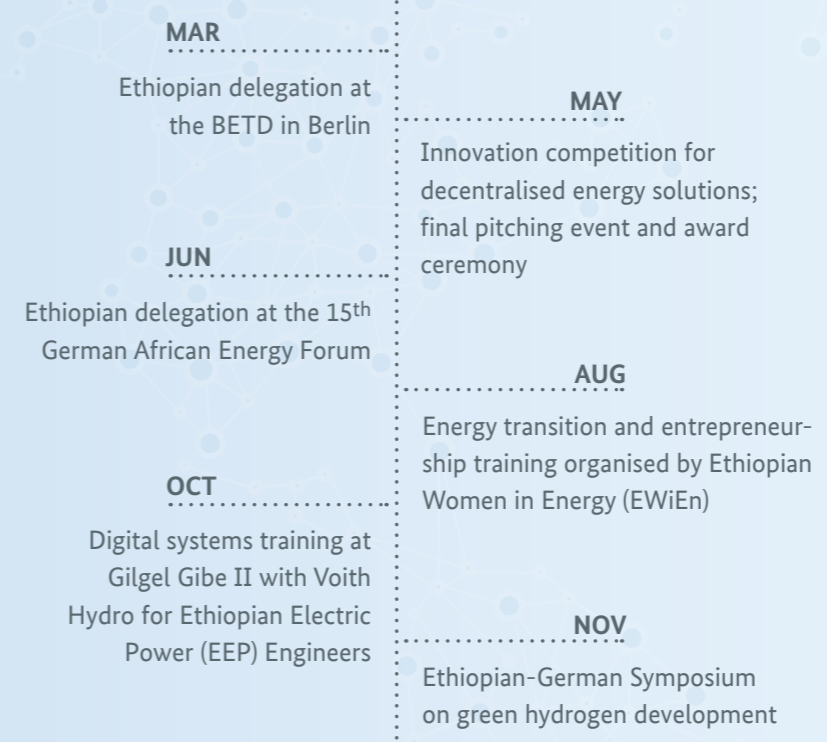 MAR
Ethiopian delegation at
the BETD in Berlin
MAY
Innovation competition for
decentralised energy solutions;
final pitching event and award
ceremony
JUN
Ethiopian delegation at the 15th
German African Energy Forum
AUG
Energy transition and entrepreneur-
ship training organised by Ethiopian
Women in Energy (EWiEn)
OCT
Digital systems training at
Gilgel Gibe II with Voith
Hydro for Ethiopian Electric
Power (EEP) Engineers
NOV
Ethiopian-German Symposium
on green hydrogen development